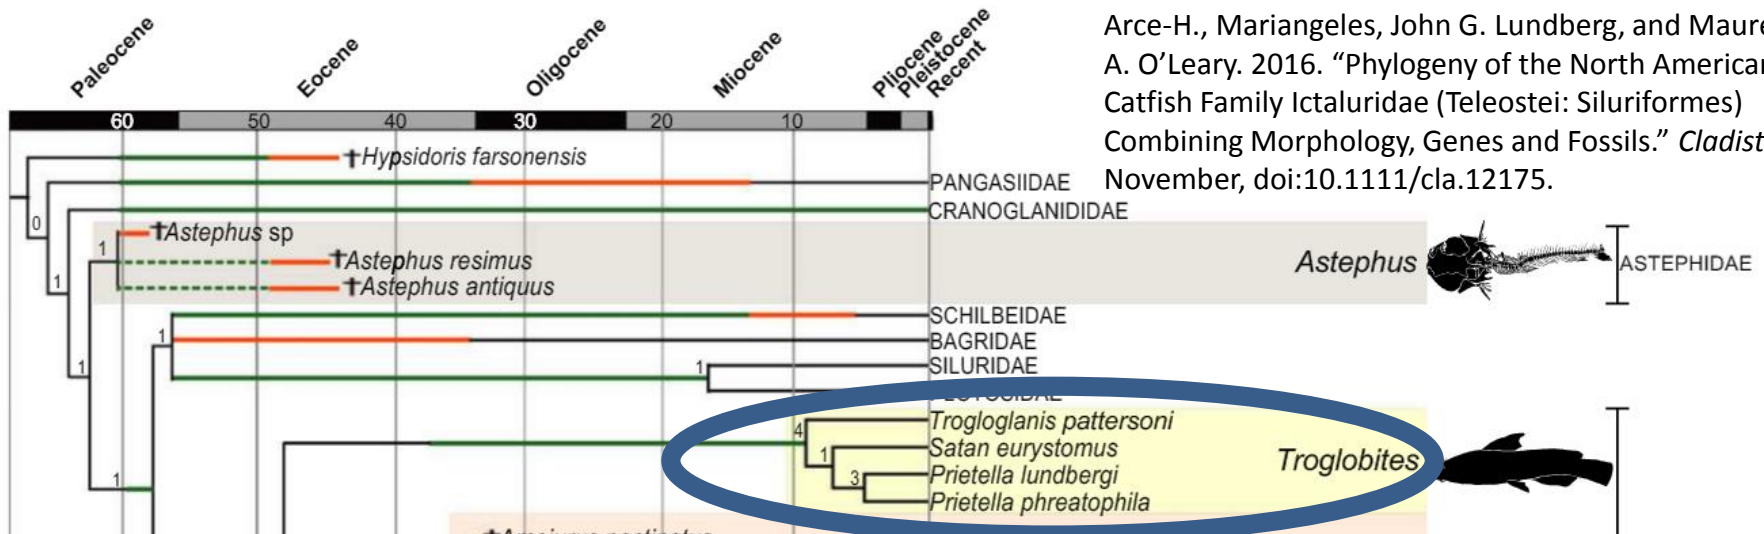 Paleocene
Eocene
Oligocene
Miocene
Pliocene
Pleistocene
Recent
Arce-H., Mariangeles, John G. Lundberg, and
A. O’Leary. 2016. “Phylogeny of the North American
Catfish Family Ictaluridae (Teleostei: Siluriformes)
Combining Morphology, Genes and Fossils.”
November, doi:10.1111/cla.12175.
60 50 40 30 20 10
†Hypsidoris farsonensis
PANGASIIDAE
CRANOGLANIDIDAE
0
†Astephus sp
1
†Astephus resimus
Astephus
ASTEPHIDAE
1
†Astephus antiquus
SCHILBEIDAE
1
BAGRIDAE
1
1 SILURIDAE
Trogloglanis pattersoni
4
Satan eurystomus
1
Troglobites
Prietella lundbergi
3
1
Prietella phreatophila